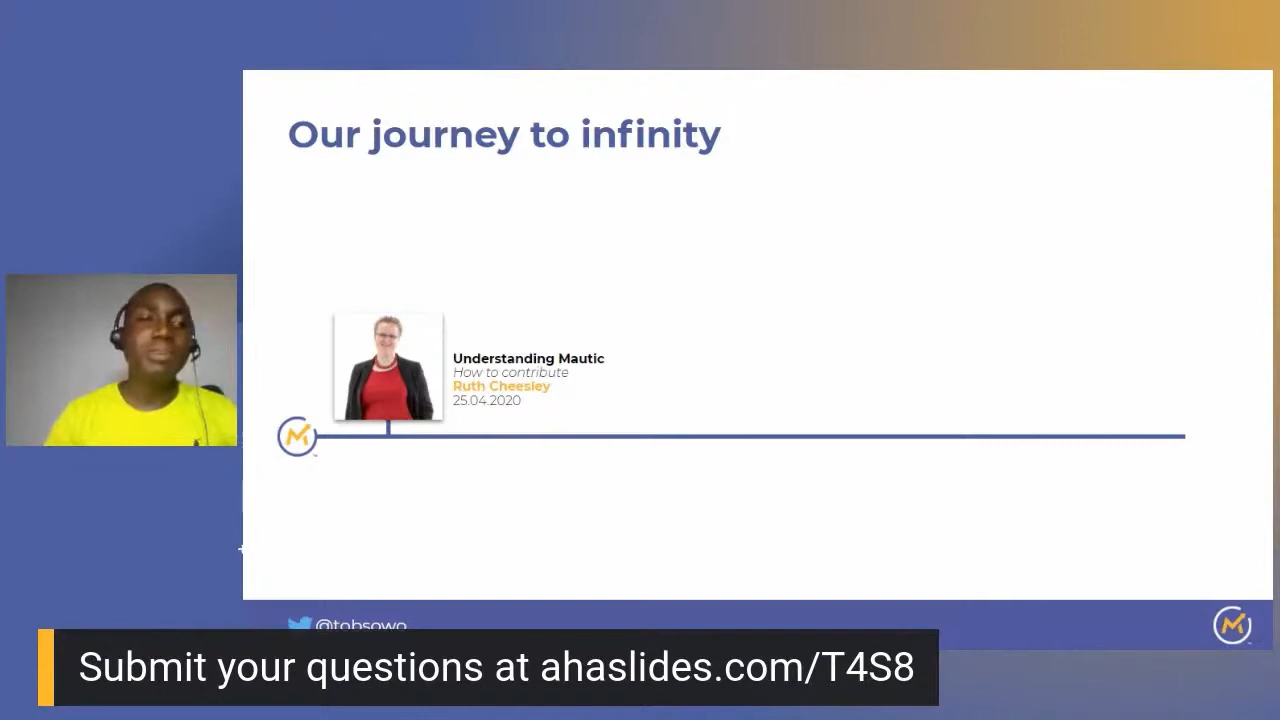 Our journey to infinity
Understanding Mautic
How to contribute
Ruth Cheesley
25.04.2020
@tobsowo
Submit your questions at ahaslides.com/T4S8